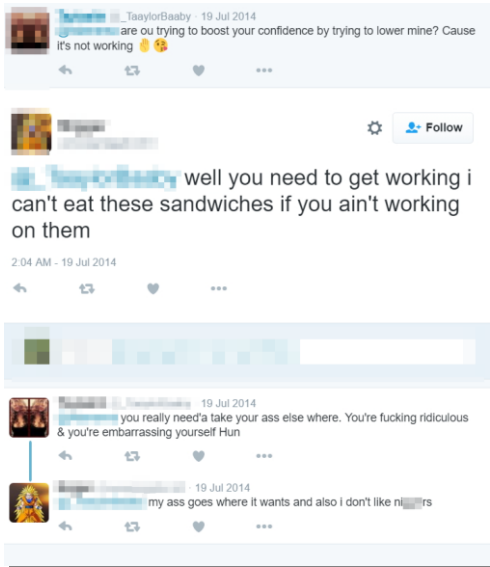 _TaaylorBaaby · 19 Jul 2014
are ou trying to boost your confidence by trying to lower mine? Cause
it's not working ✋😘
Follow
well you need to get working i
can't eat these sandwiches if you ain't working
on them
2:04 AM - 19 Jul 2014
19 Jul 2014
you really need'a take your ass else where. You're fucking ridiculous
& you're embarrassing yourself Hun
· 19 Jul 2014
my ass goes where it wants and also i don't like ni rs